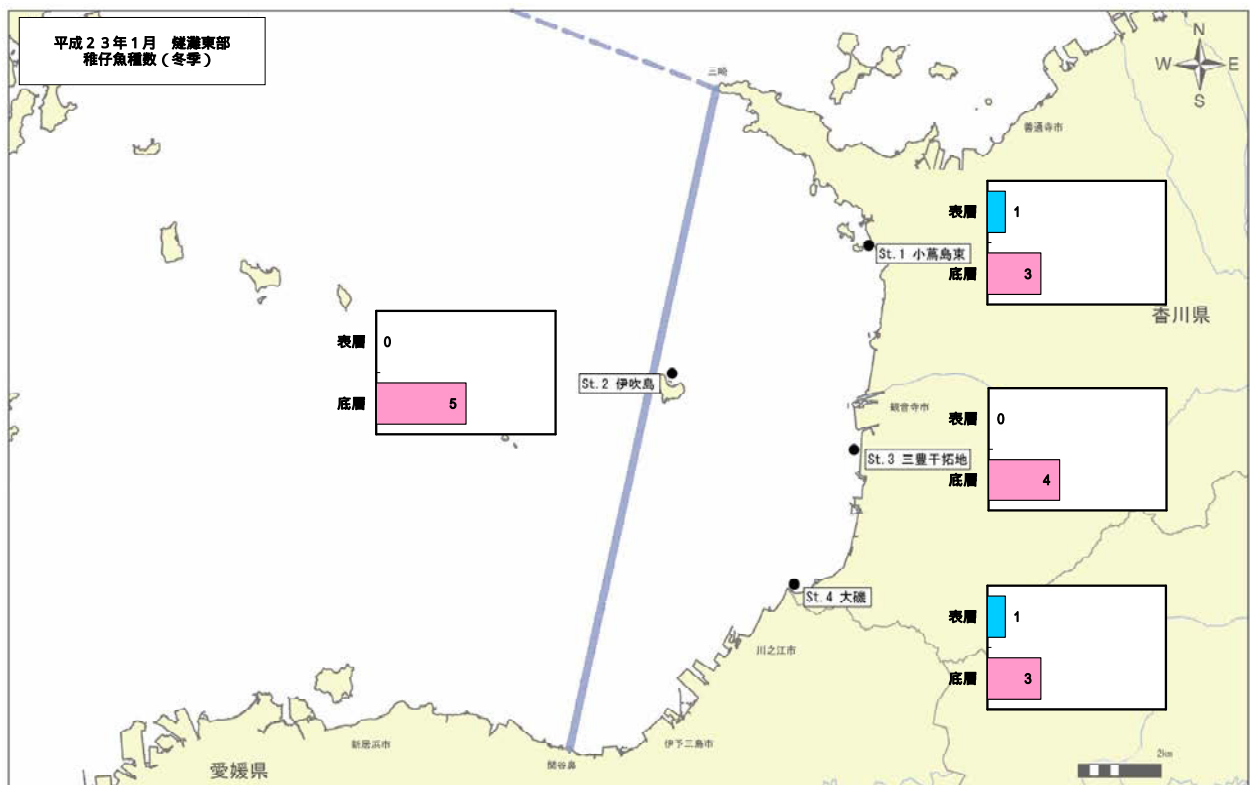 平成２３年１月　燧灘東部
稚仔魚種数（冬季）
N
W E
S
三崎
善通寺市
表層 1
底層 3
St.1 小蔦島東
香川県
表層 0
底層 5
St.2 伊吹島
観音寺市
表層 0
底層 4
St.3 三豊干拓地
St.4 大磯
表層 1
底層 3
川之江市
伊予三島市
新居浜市
関谷鼻
愛媛県
2km